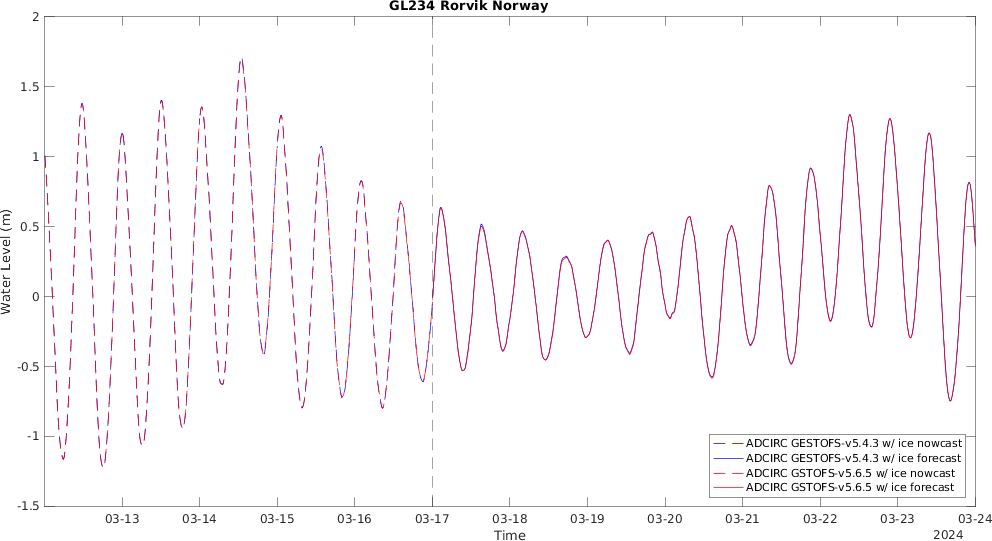 GL234 Rorvik Norway
2
1.5
1
0.5
0
-0.5
-1
-1.5
Water Level (m)
03-13 03-14 03-15 03-16 03-17 03-18 03-19 03-20 03-21 03-22 03-23 03-24
Time
2024
ADCIRC GESTOFS-v5.4.3 w/ ice nowcast
ADCIRC GESTOFS-v5.4.3 w/ ice forecast
ADCIRC GSTOFS-v5.6.5 w/ ice nowcast
ADCIRC GSTOFS-v5.6.5 w/ ice forecast